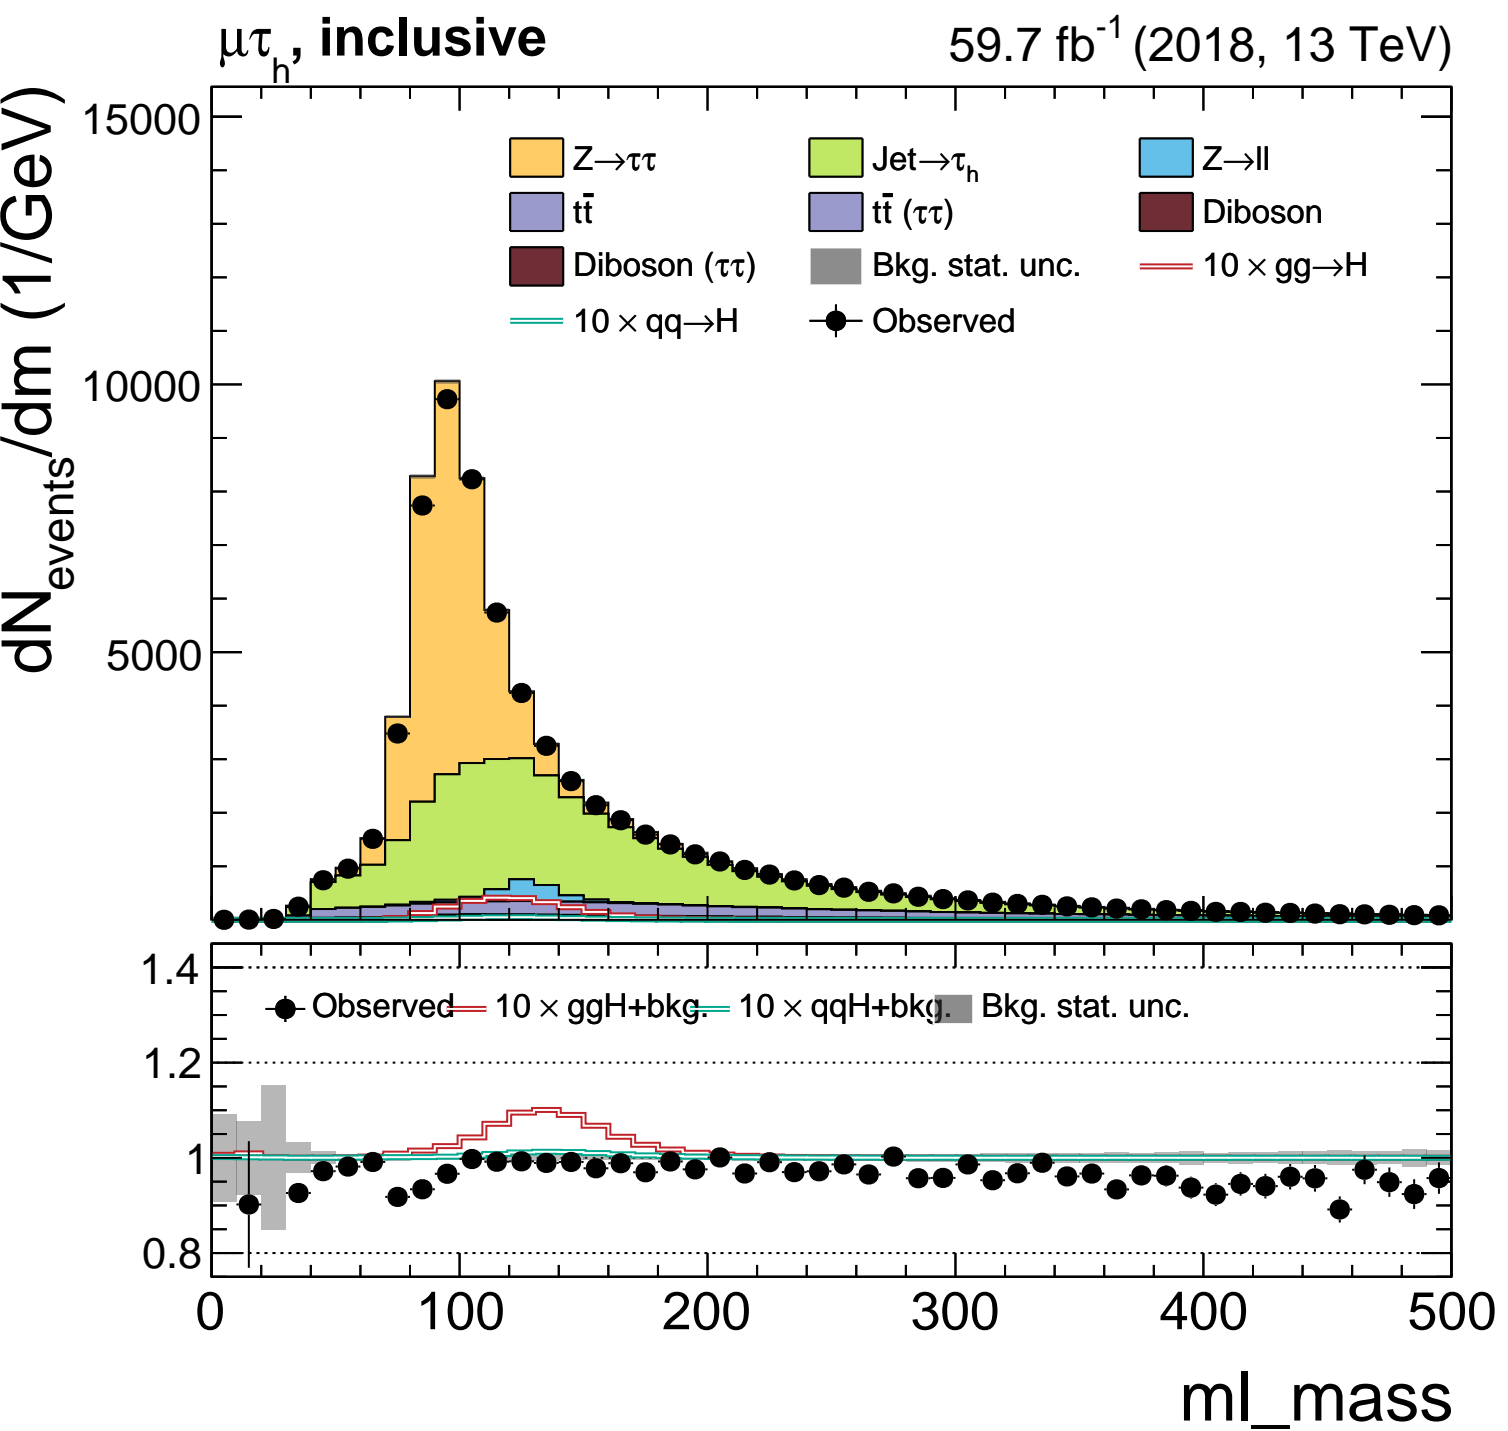 μτh, inclusive 59.7 fb-1 (2018, 13 TeV)
dNevents/dm (1/GeV)
15000
10000
5000
Z→ττ Jet→τh Z→ll
tt̄ tt̄ (ττ) Diboson
Diboson (ττ) Bkg. stat. unc. 10 × gg→H
10 × qq→H Observed
1.4
1.2
1
0.8
Observed 10 × ggH+bkg. 10 × qqH+bkg. Bkg. stat. unc.
0 100 200 300 400 500
ml_mass